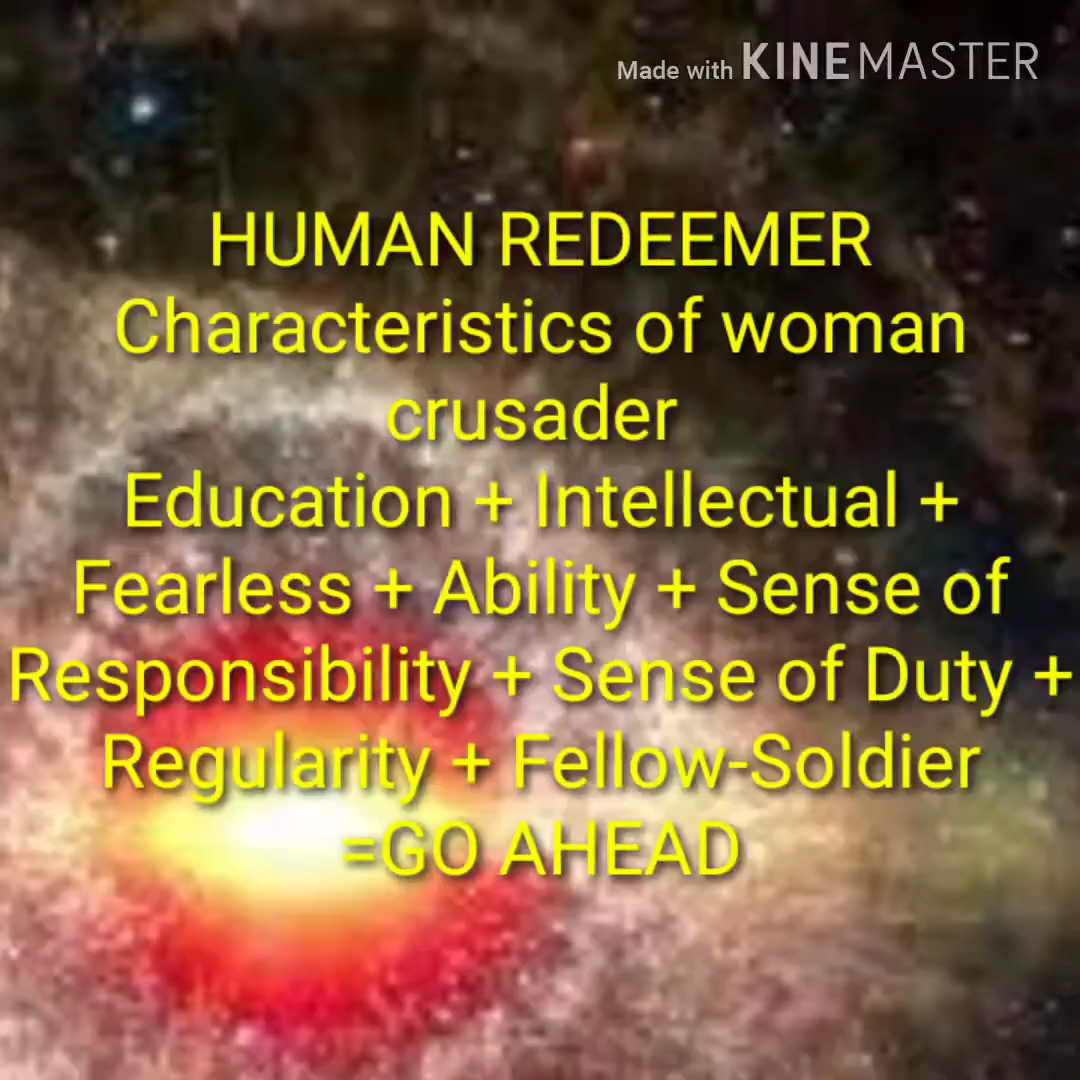 Made with KINEMASTER
HUMAN REDEEMER
Characteristics of woman
crusader
Education + Intellectual +
Fearless + Ability + Sense of
Responsibility + Sense of Duty +
Regularity + Fellow-Soldier
=GO AHEAD